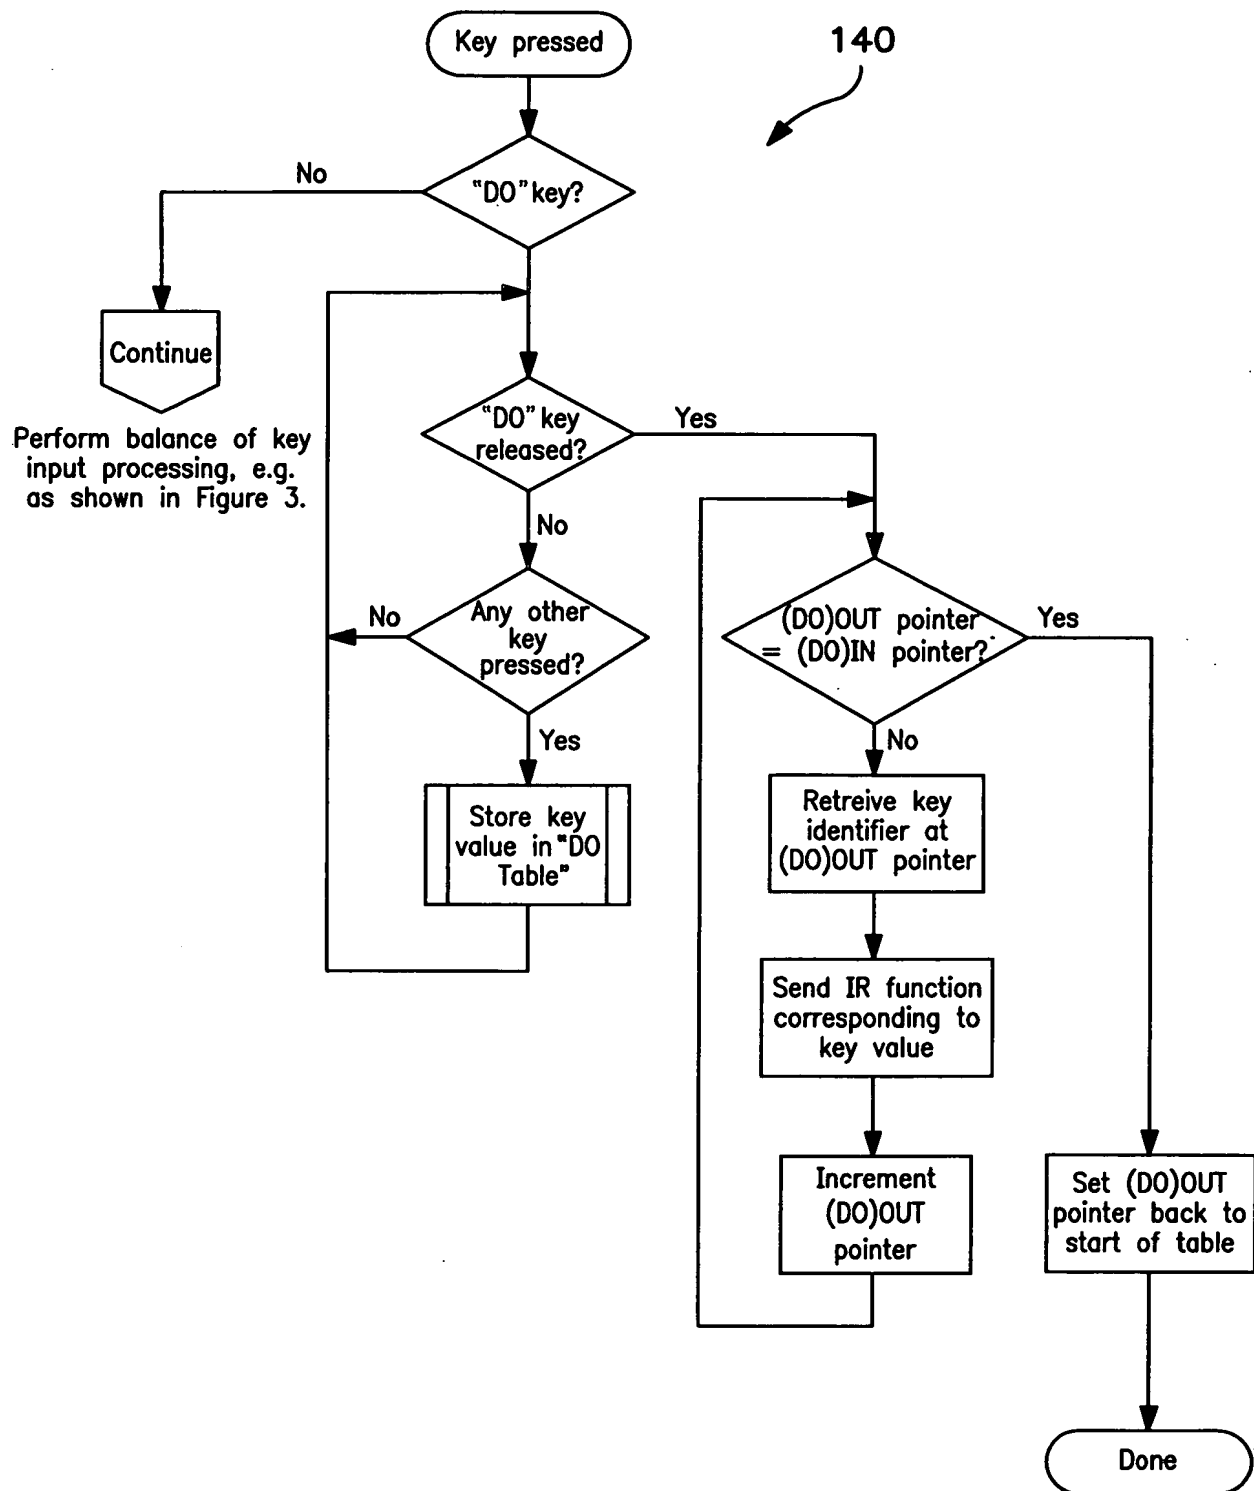 Key pressed
140
"DO" key?
No
Continue
Perform balance of key
input processing, e.g.
as shown in Figure 3.
"DO" key
released?
Yes
No
Any other
key
pressed?
No
Yes
Store key
value in "DO
Table"
(DO)OUT pointer
= (DO)IN pointer?
Yes
No
Retreive key
identifier at
(DO)OUT pointer
Send IR function
corresponding to
key value
Increment
(DO)OUT
pointer
Set (DO)OUT
pointer back to
start of table
Done